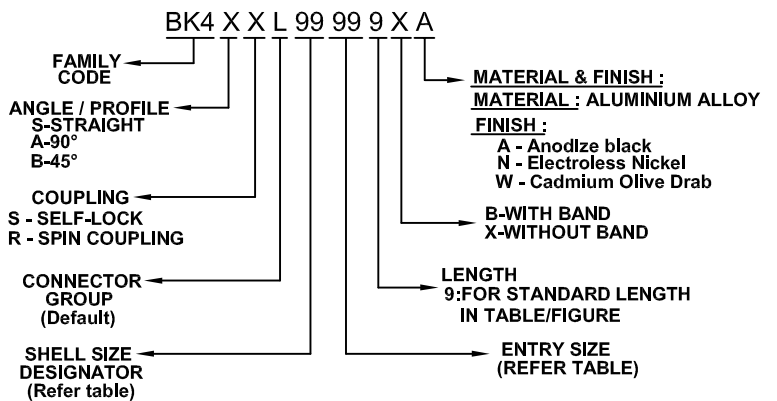 BK4 X X L 99 99 9 X A
FAMILY
CODE
ANGLE / PROFILE
S-STRAIGHT
A-90°
B-45°
COUPLING
S - SELF-LOCK
R - SPIN COUPLING
CONNECTOR
GROUP
(Default)
SHELL SIZE
DESIGNATOR
(Refer table)
MATERIAL & FINISH :
MATERIAL : ALUMINIUM ALLOY
FINISH :
A - Anodize black
N - Electroless Nickel
W - Cadmium Olive Drab
B-WITH BAND
X-WITHOUT BAND
LENGTH
9:FOR STANDARD LENGTH
IN TABLE/FIGURE
ENTRY SIZE
(REFER TABLE)